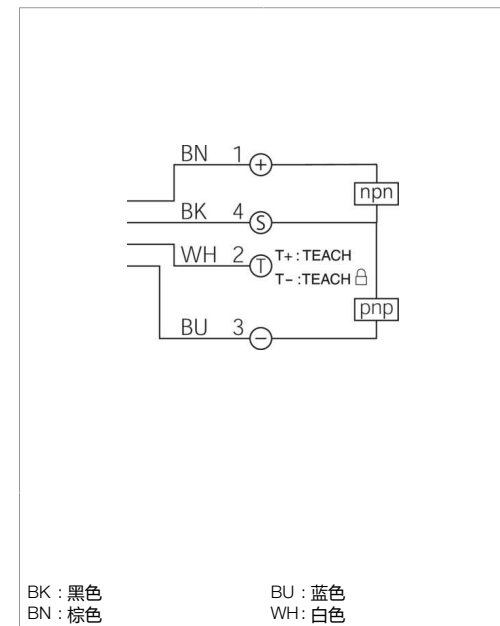 BN 1 +
npn
BK 4 S
WH 2 T T+ : TEACH
T− : TEACH
pnp
BU 3 −
BK : 黑色 BU : 蓝色
BN : 棕色 WH : 白色